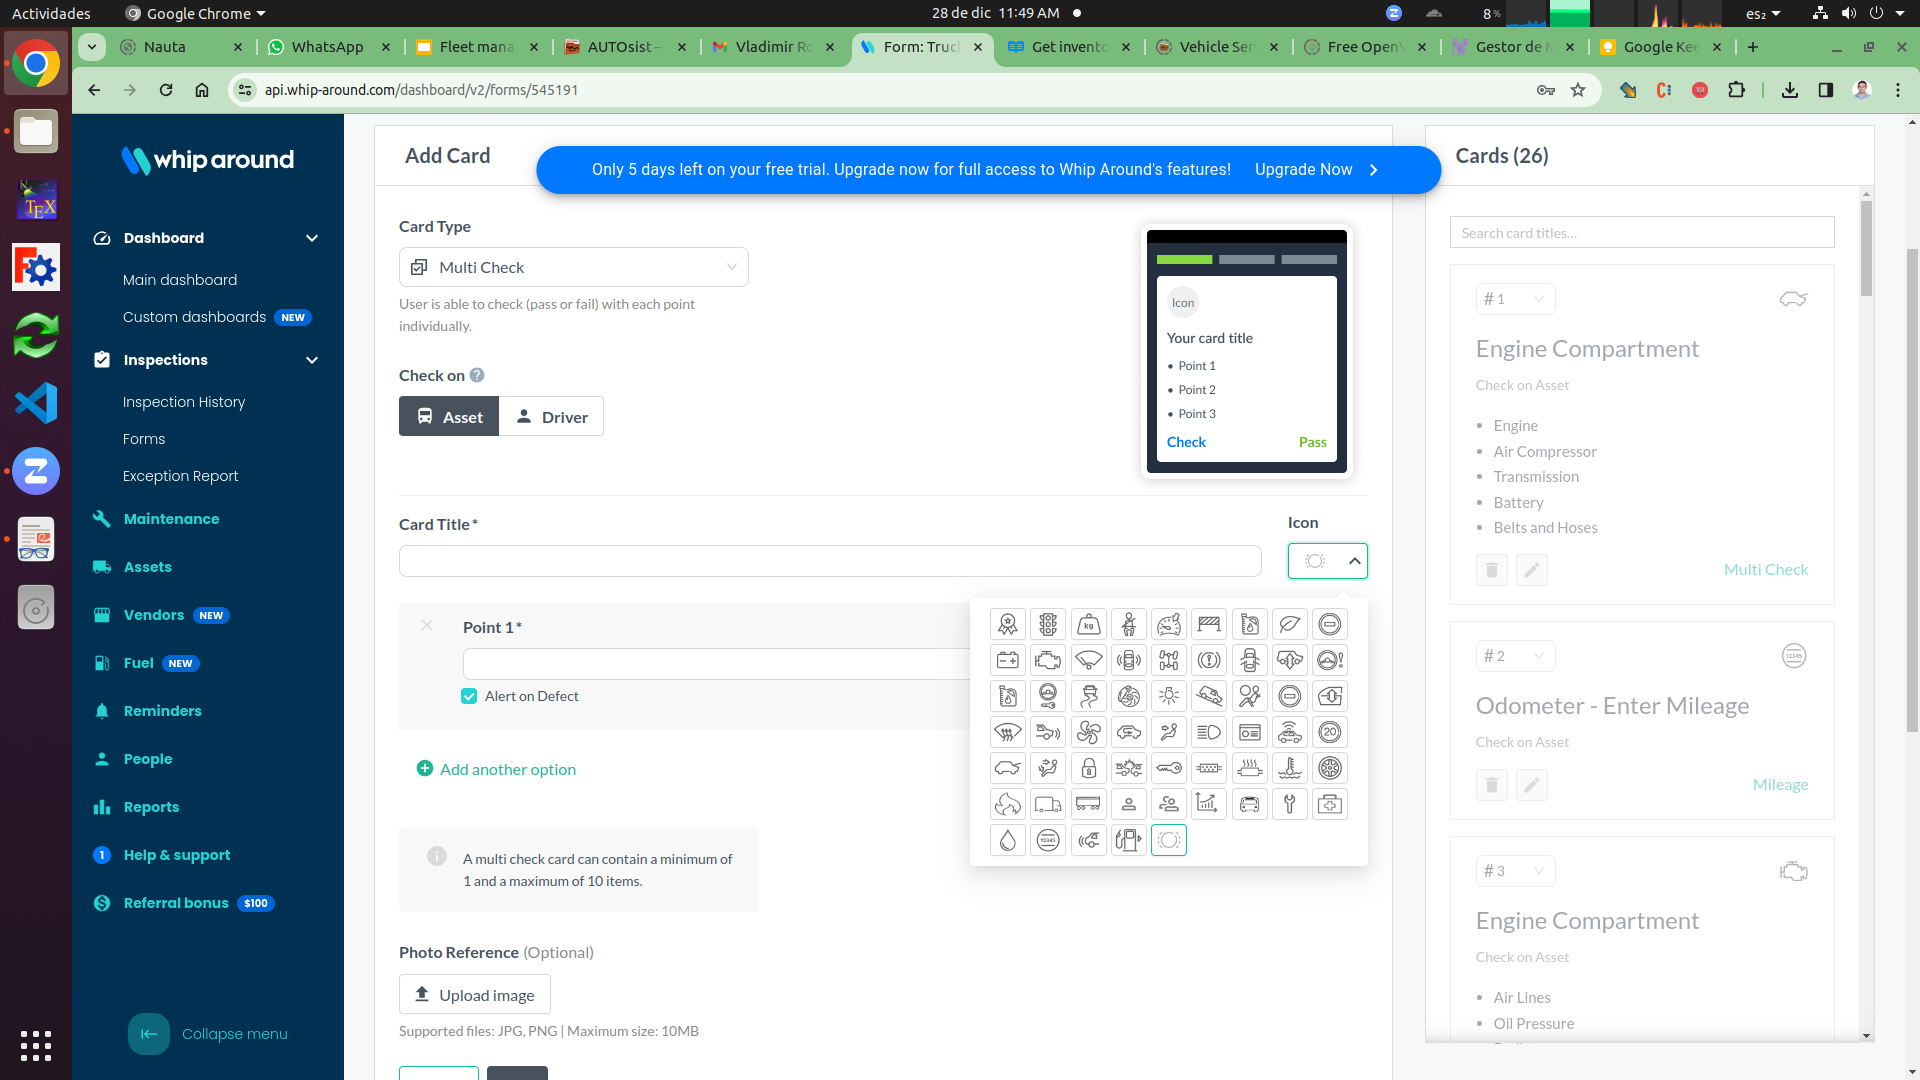 Actividades
Google Chrome
28 de dic 11:49 AM
8 %
es₂
Nauta
WhatsApp
Fleet mana
AUTOsist –
Vladimir Ro
Form: Truc
Get invento
Vehicle Ser
Free OpenV
Gestor de M
Google Kee
api.whip-around.com/dashboard/v2/forms/545191
whip around
Dashboard
Main dashboard
Custom dashboards NEW
Inspections
Inspection History
Forms
Exception Report
Maintenance
Assets
Vendors NEW
Fuel NEW
Reminders
People
Reports
1 Help & support
Referral bonus $100
Collapse menu
Add Card
Only 5 days left on your free trial. Upgrade now for full access to Whip Around's features! Upgrade Now
Card Type
Multi Check
User is able to check (pass or fail) with each point
individually.
Check on ?
Asset
Driver
Icon
Your card title
• Point 1
• Point 2
• Point 3
Check
Pass
Card Title*
Icon
Point 1*
Alert on Defect
Add another option
A multi check card can contain a minimum of
1 and a maximum of 10 items.
Photo Reference (Optional)
Upload image
Supported files: JPG, PNG | Maximum size: 10MB
kg
20
12345
Cards (26)
Search card titles...
# 1
Engine Compartment
Check on Asset
• Engine
• Air Compressor
• Transmission
• Battery
• Belts and Hoses
Multi Check
# 2
12345
Odometer - Enter Mileage
Check on Asset
Mileage
# 3
Engine Compartment
Check on Asset
• Air Lines
• Oil Pressure
TEX